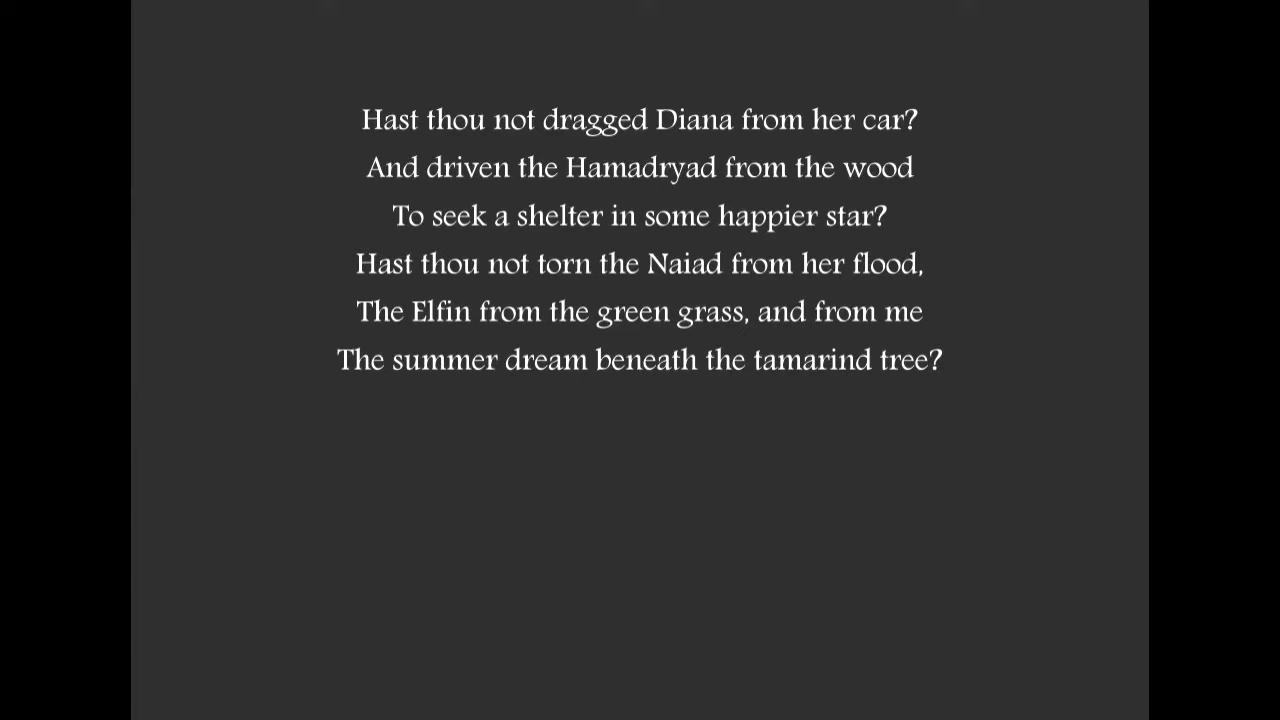 Hast thou not dragged Diana from her car?
And driven the Hamadryad from the wood
To seek a shelter in some happier star?
Hast thou not torn the Naiad from her flood,
The Elfin from the green grass, and from me
The summer dream beneath the tamarind tree?